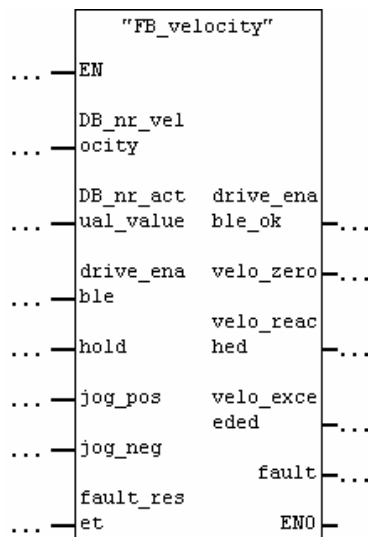 "FB_velocity"
... EN
DB_nr_vel
... ocity
DB_nr_act drive_ena
... ual_value ble_ok ...
drive_ena velo_zero ...
... ble
velo_reac
... hold hed ...
... jog_pos velo_exce
eded ...
... jog_neg
fault ...
fault_res
... et ENO